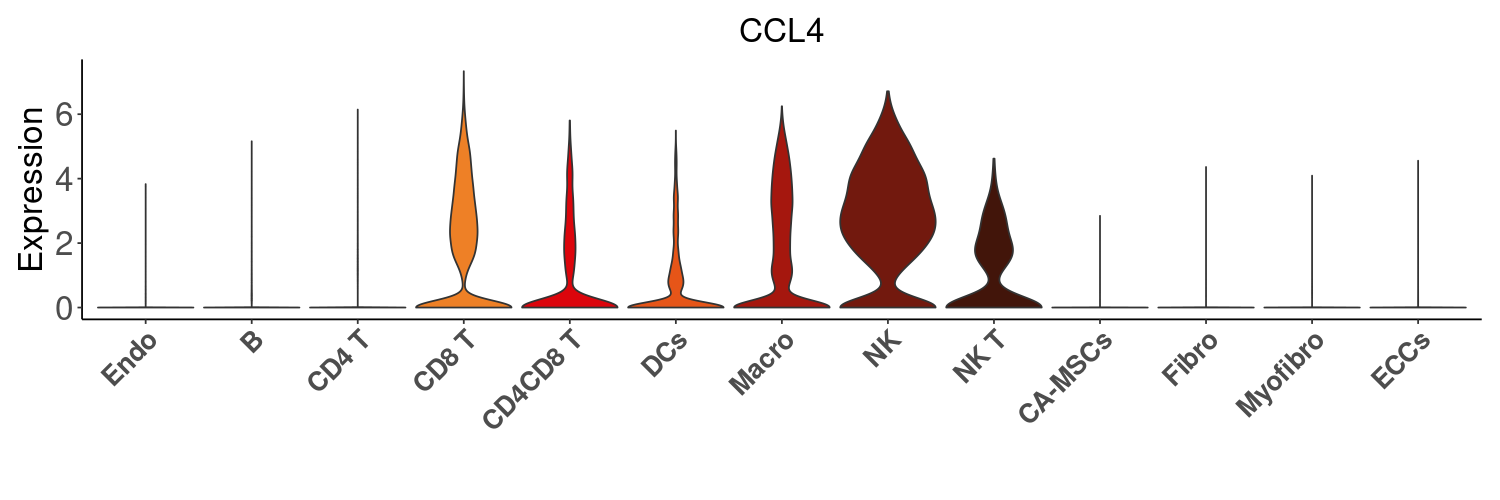 CCL4
Expression
6
4
2
0
Endo
B
CD4 T
CD8 T
CD4CD8 T
DCs
Macro
NK
NK T
CA-MSCs
Fibro
Myofibro
ECCs